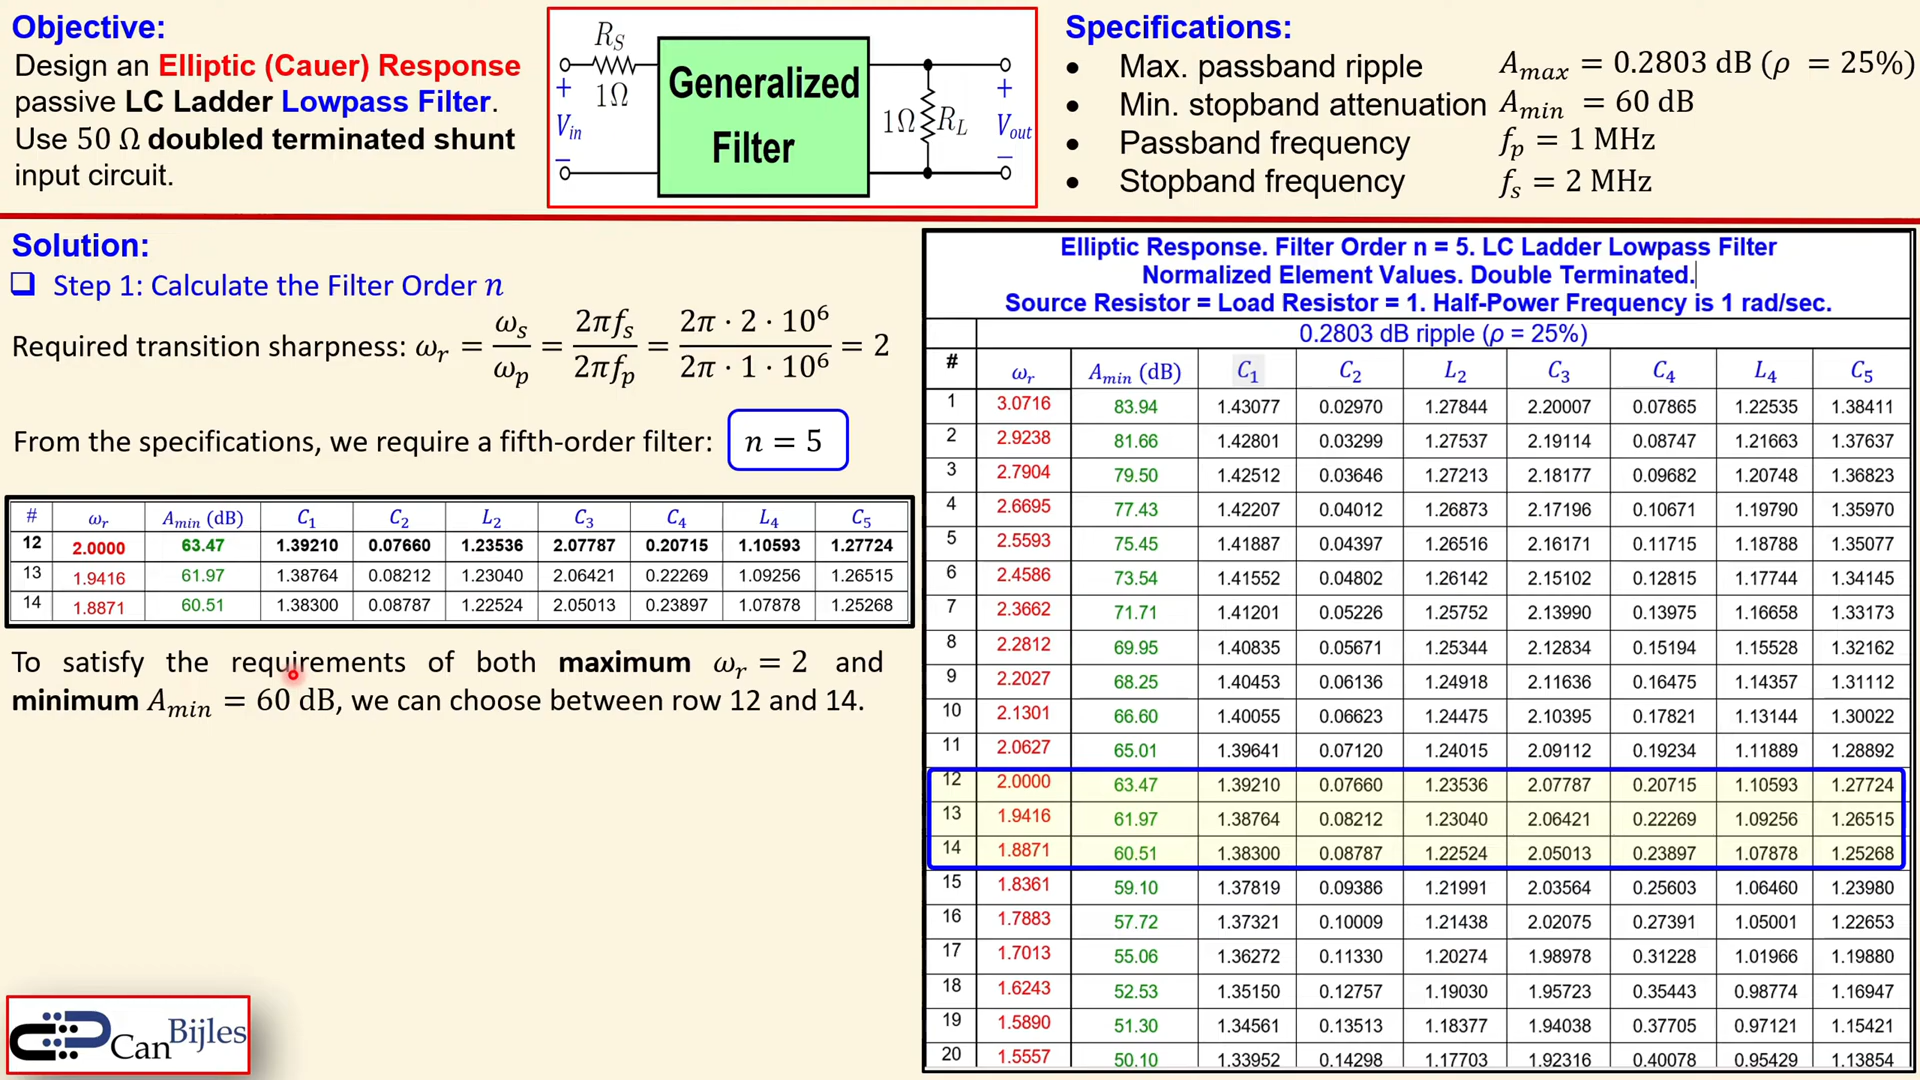 Objective:
Design an Elliptic (Cauer) Response
passive LC Ladder Lowpass Filter.
Use 50 Ω doubled terminated shunt
input circuit.
R_S
1Ω
+
V_in
−
Generalized
Filter
1Ω
R_L
+
V_out
−
Specifications:
• Max. passband ripple A_max = 0.2803 dB (ρ = 25%)
• Min. stopband attenuation A_min = 60 dB
• Passband frequency f_p = 1 MHz
• Stopband frequency f_s = 2 MHz
Solution:
❑ Step 1: Calculate the Filter Order n
Required transition sharpness: ω_r = ω_s/ω_p = 2πf_s/2πf_p = 2π · 2 · 10⁶/2π · 1 · 10⁶ = 2
From the specifications, we require a fifth-order filter: n = 5
# ω_r A_min (dB) C_1 C_2 L_2 C_3 C_4 L_4 C_5
12 2.0000 63.47 1.39210 0.07660 1.23536 2.07787 0.20715 1.10593 1.27724
13 1.9416 61.97 1.38764 0.08212 1.23040 2.06421 0.22269 1.09256 1.26515
14 1.8871 60.51 1.38300 0.08787 1.22524 2.05013 0.23897 1.07878 1.25268
To satisfy the requirements of both maximum ω_r = 2 and
minimum A_min = 60 dB, we can choose between row 12 and 14.
CanBijles
Elliptic Response. Filter Order n = 5. LC Ladder Lowpass Filter
Normalized Element Values. Double Terminated.
Source Resistor = Load Resistor = 1. Half-Power Frequency is 1 rad/sec.
0.2803 dB ripple (ρ = 25%)
# ω_r A_min (dB) C_1 C_2 L_2 C_3 C_4 L_4 C_5
1 3.0716 83.94 1.43077 0.02970 1.27844 2.20007 0.07865 1.22535 1.38411
2 2.9238 81.66 1.42801 0.03299 1.27537 2.19114 0.08747 1.21663 1.37637
3 2.7904 79.50 1.42512 0.03646 1.27213 2.18177 0.09682 1.20748 1.36823
4 2.6695 77.43 1.42207 0.04012 1.26873 2.17196 0.10671 1.19790 1.35970
5 2.5593 75.45 1.41887 0.04397 1.26516 2.16171 0.11715 1.18788 1.35077
6 2.4586 73.54 1.41552 0.04802 1.26142 2.15102 0.12815 1.17744 1.34145
7 2.3662 71.71 1.41201 0.05226 1.25752 2.13990 0.13975 1.16658 1.33173
8 2.2812 69.95 1.40835 0.05671 1.25344 2.12834 0.15194 1.15528 1.32162
9 2.2027 68.25 1.40453 0.06136 1.24918 2.11636 0.16475 1.14357 1.31112
10 2.1301 66.60 1.40055 0.06623 1.24475 2.10395 0.17821 1.13144 1.30022
11 2.0627 65.01 1.39641 0.07120 1.24015 2.09112 0.19234 1.11889 1.28892
12 2.0000 63.47 1.39210 0.07660 1.23536 2.07787 0.20715 1.10593 1.27724
13 1.9416 61.97 1.38764 0.08212 1.23040 2.06421 0.22269 1.09256 1.26515
14 1.8871 60.51 1.38300 0.08787 1.22524 2.05013 0.23897 1.07878 1.25268
15 1.8361 59.10 1.37819 0.09386 1.21991 2.03564 0.25603 1.06460 1.23980
16 1.7883 57.72 1.37321 0.10009 1.21438 2.02075 0.27391 1.05001 1.22653
17 1.7013 55.06 1.36272 0.11330 1.20274 1.98978 0.31228 1.01966 1.19880
18 1.6243 52.53 1.35150 0.12757 1.19030 1.95723 0.35443 0.98774 1.16947
19 1.5890 51.30 1.34561 0.13513 1.18377 1.94038 0.37705 0.97121 1.15421
20 1.5557 50.10 1.33952 0.14298 1.17703 1.92316 0.40078 0.95429 1.13854